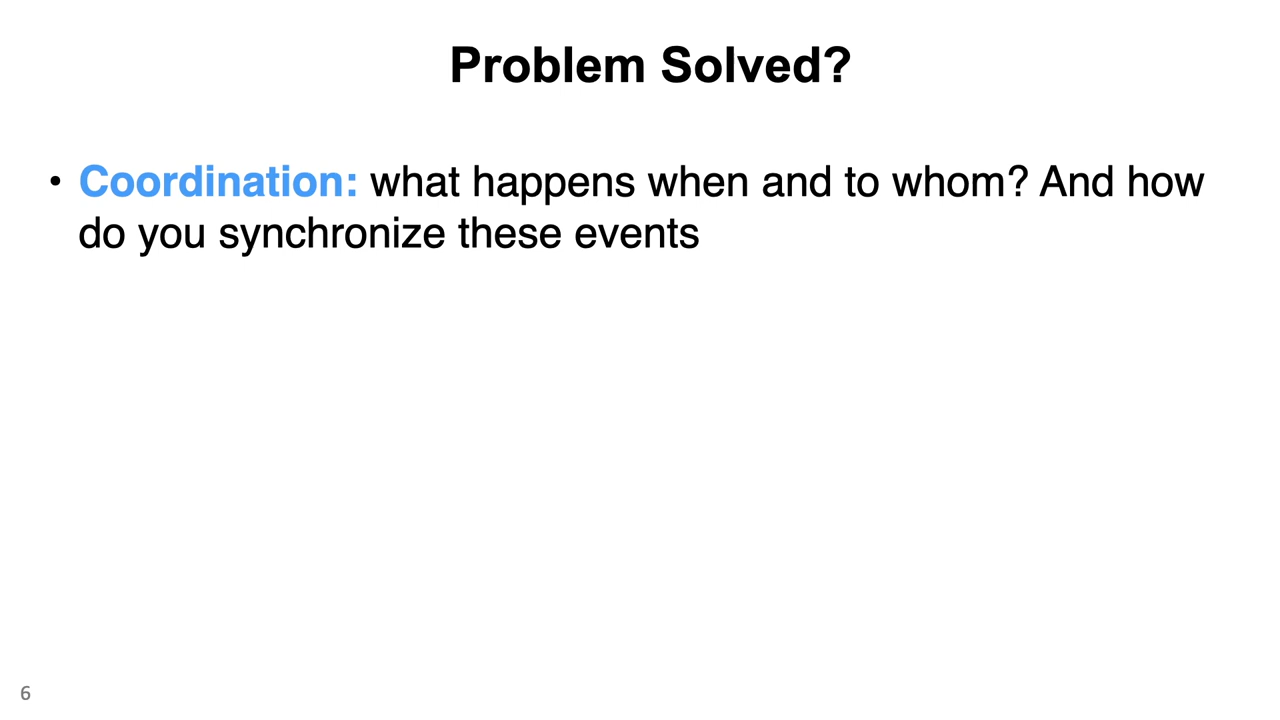 Problem Solved?
• Coordination: what happens when and to whom? And how
do you synchronize these events
6